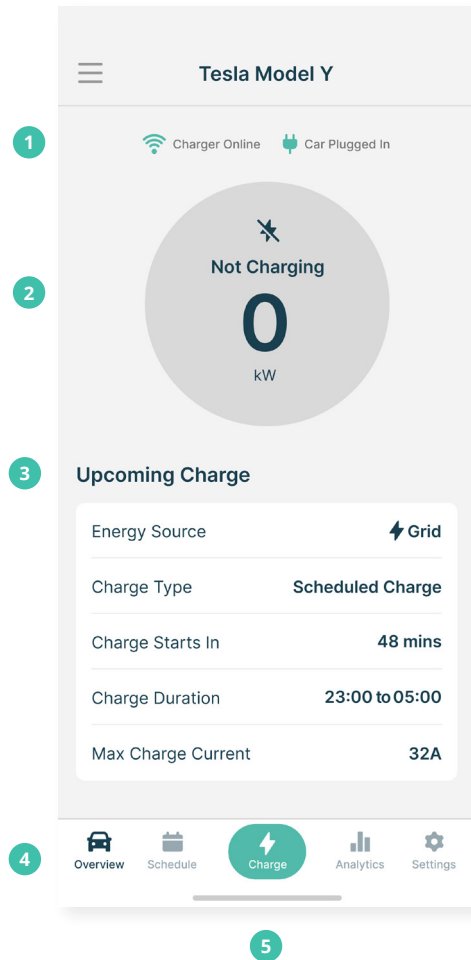 Tesla Model Y
1
Charger Online Car Plugged In
Not Charging
2
0
kW
3
Upcoming Charge
Energy Source Grid
Charge Type Scheduled Charge
Charge Starts In 48 mins
Charge Duration 23:00 to 05:00
Max Charge Current 32A
4
Overview Schedule Charge Analytics Settings
5